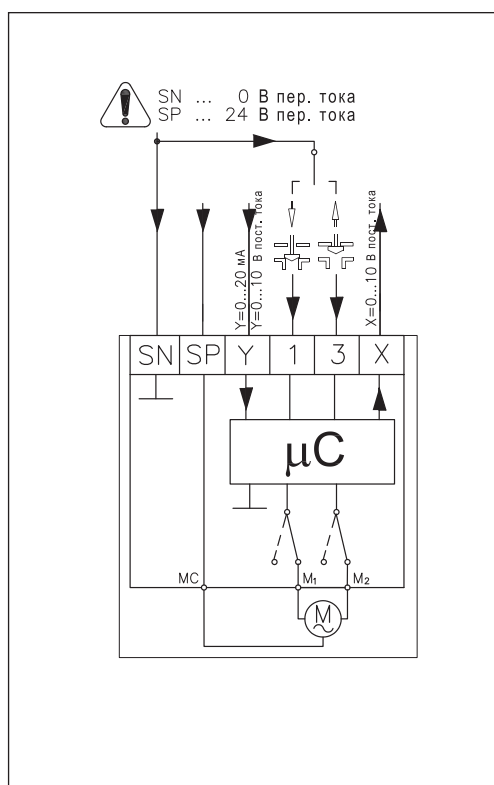 SN ... 0 В пер. тока
SP ... 24 В пер. тока
Y=0...20 мА
Y=0...10 В пост. тока
X=0...10 В пост. тока
SN SP Y 1 3 X
µC
MC M1 M2
M